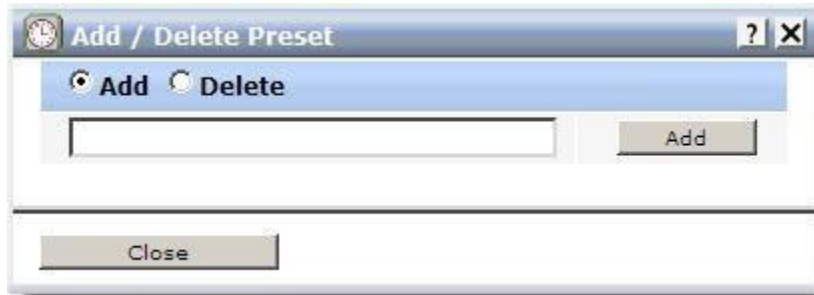 Add / Delete Preset ? X
Add Delete
Add
Close